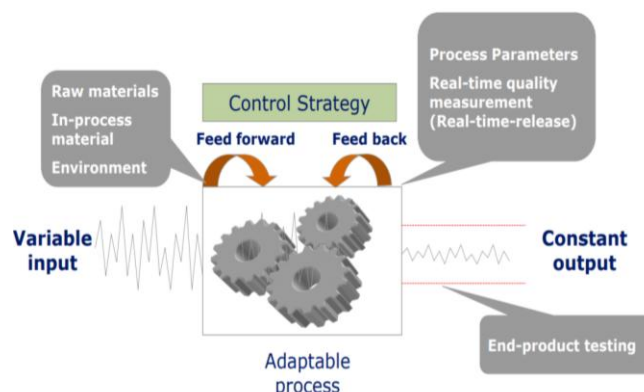 Raw materials
In-process
material
Environment
Control Strategy
Feed forward
Feed back
Process Parameters
Real-time quality
measurement
(Real-time-release)
Variable
input
Constant
output
End-product testing
Adaptable
process